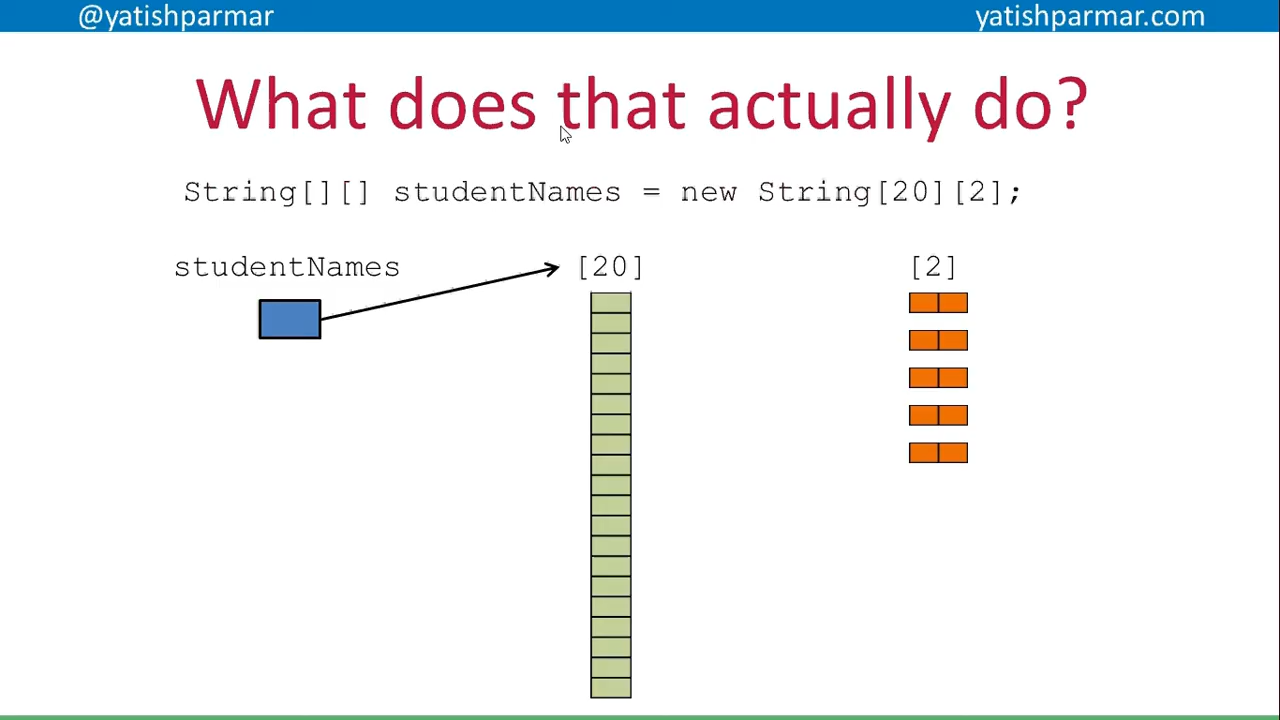 @yatishparmar
yatishparmar.com
What does that actually do?
String[][] studentNames = new String[20][2];
studentNames
[20]
[2]